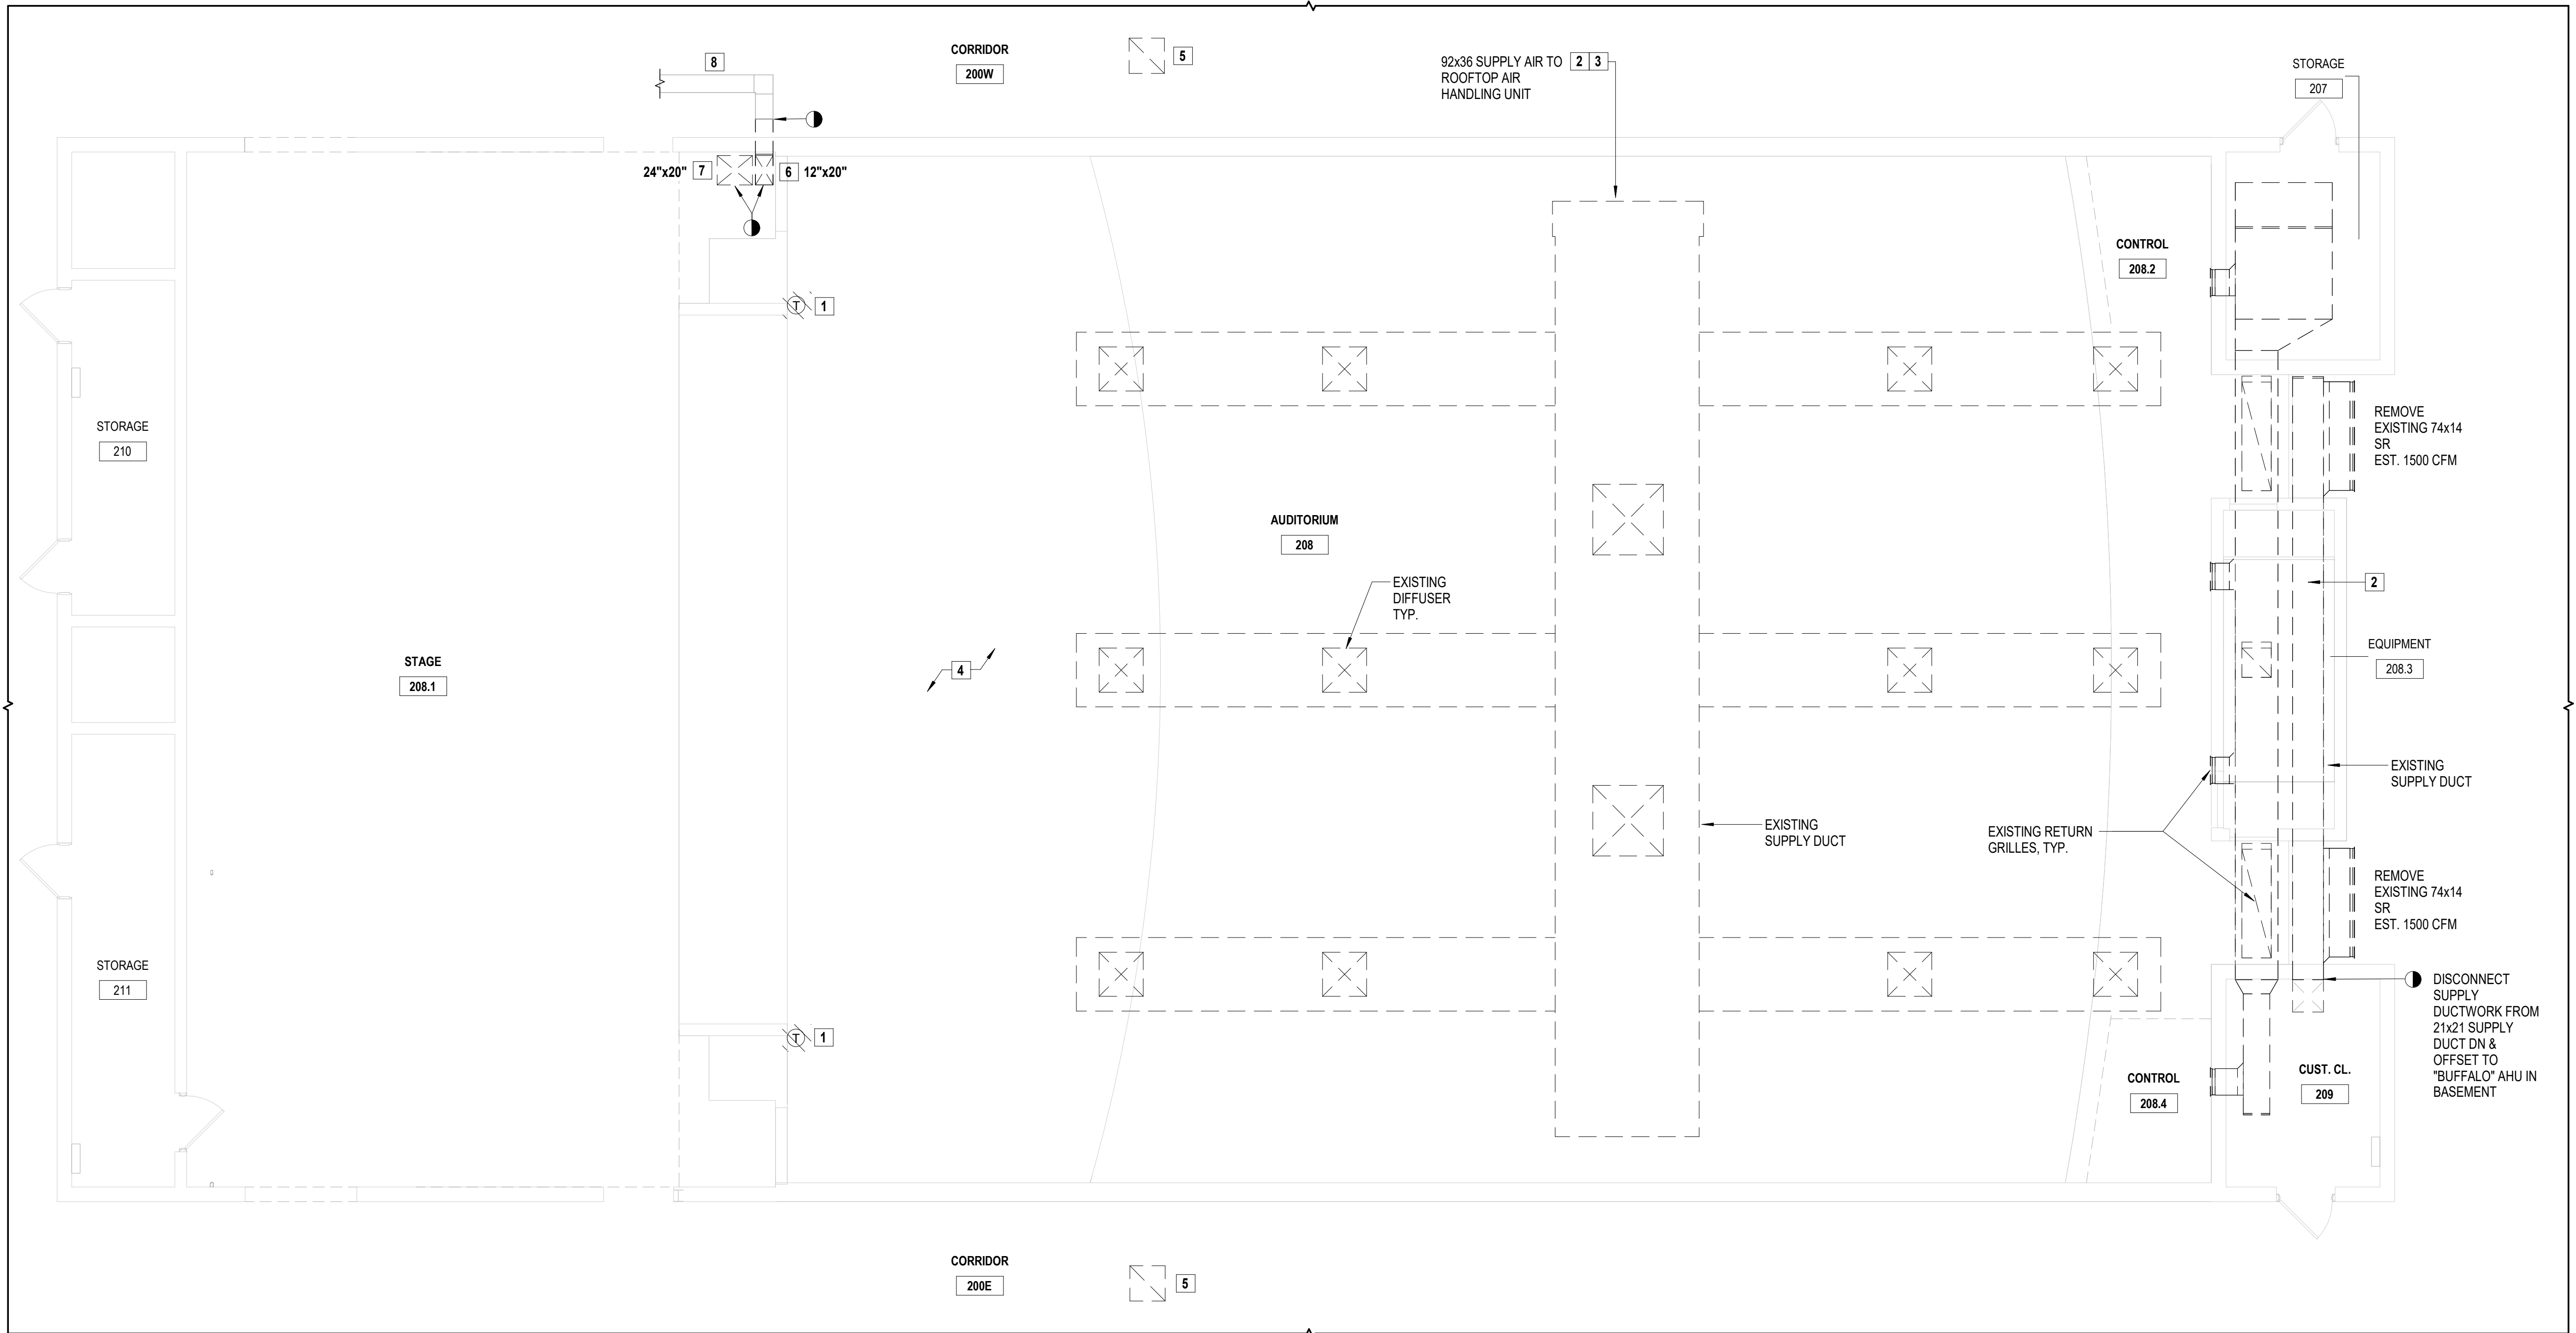 CORRIDOR
200W
5
8
92x36 SUPPLY AIR TO
ROOFTOP AIR
HANDLING UNIT
2 3
STORAGE
207
24"x20"
7
6
12"x20"
CONTROL
208.2
T
1
STORAGE
210
REMOVE
EXISTING 74x14
SR
EST. 1500 CFM
AUDITORIUM
208
EXISTING
DIFFUSER
TYP.
2
STAGE
208.1
4
EQUIPMENT
208.3
EXISTING
SUPPLY DUCT
EXISTING
SUPPLY DUCT
EXISTING RETURN
GRILLES, TYP.
REMOVE
EXISTING 74x14
SR
EST. 1500 CFM
STORAGE
211
DISCONNECT
SUPPLY
DUCTWORK FROM
21x21 SUPPLY
DUCT DN &
OFFSET TO
"BUFFALO" AHU IN
BASEMENT
T
1
CONTROL
208.4
CUST. CL.
209
CORRIDOR
200E
5